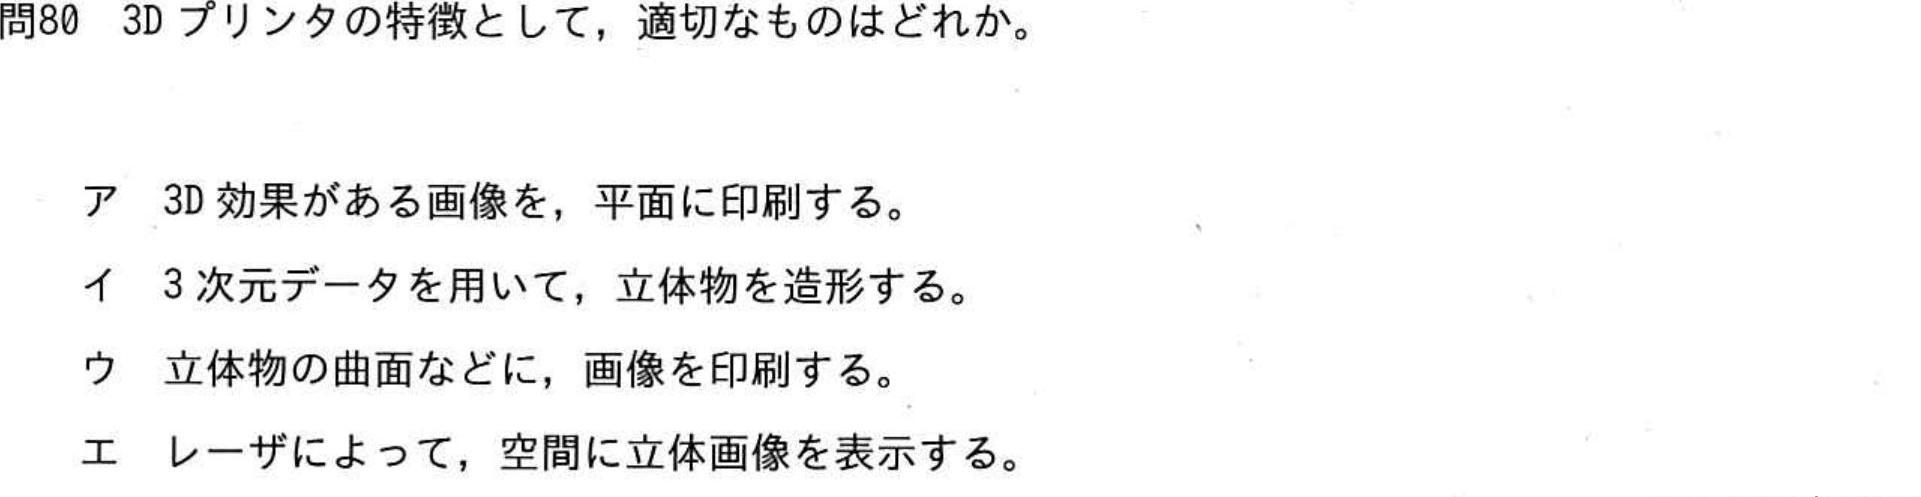 問80 3D プリンタの特徴として，適切なものはどれか。
ア 3D 効果がある画像を，平面に印刷する。
イ 3 次元データを用いて，立体物を造形する。
ウ 立体物の曲面などに，画像を印刷する。
エ レーザによって，空間に立体画像を表示する。